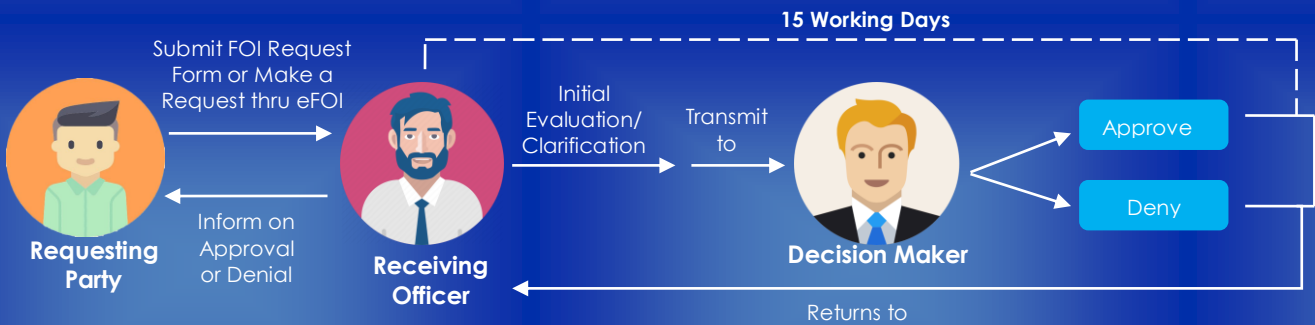 15 Working Days
Submit FOI Request
Form or Make a
Request thru eFOI
Initial
Evaluation/
Clarification
Transmit
to
Approve
Deny
Inform on
Approval
or Denial
Requesting
Party
Receiving
Officer
Decision Maker
Returns to